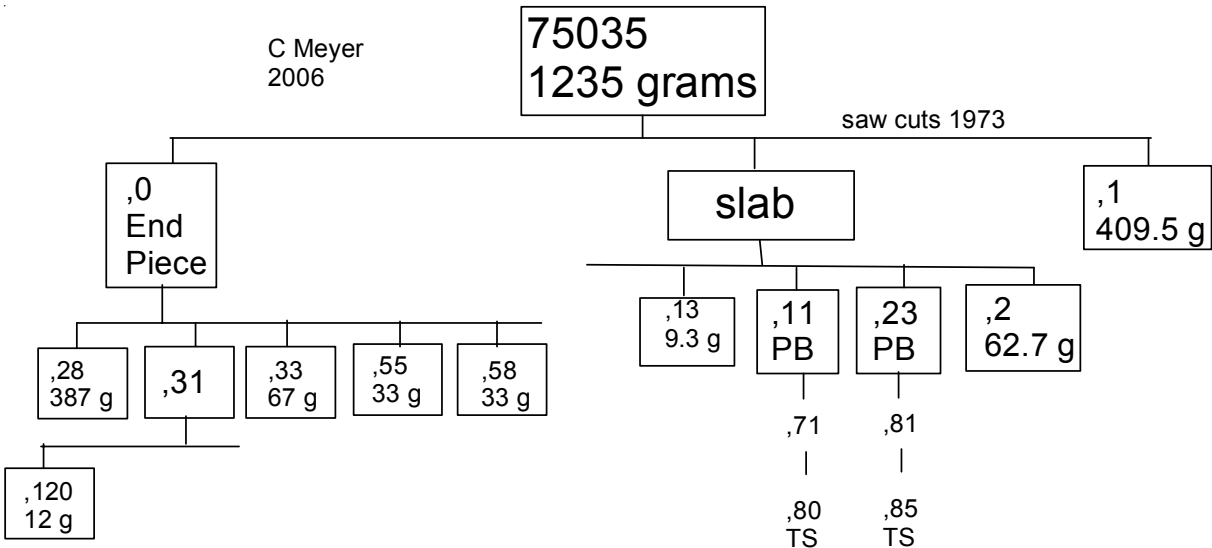 C Meyer
2006
75035
1235 grams
saw cuts 1973
,0
End
Piece
slab
,1
409.5 g
,28
387 g
,31
,33
67 g
,55
33 g
,58
33 g
,13
9.3 g
,11
PB
,23
PB
,2
62.7 g
,120
12 g
,71
,80
TS
,81
,85
TS